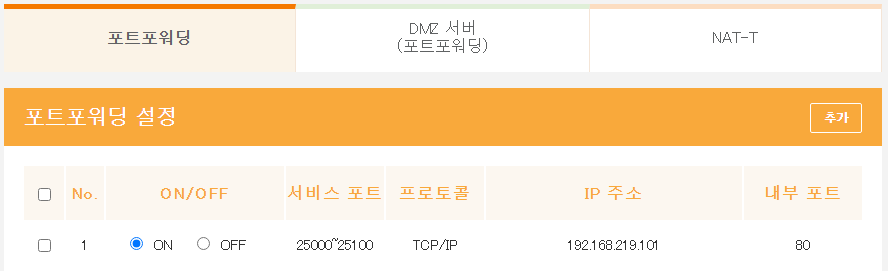 포트포워딩
DMZ 서버
(포트포워딩)
NAT-T
포트포워딩 설정
추가
No. ON/OFF 서비스 포트 프로토콜 IP 주소 내부 포트
1 ON OFF 25000~25100 TCP/IP 192.168.219.101 80